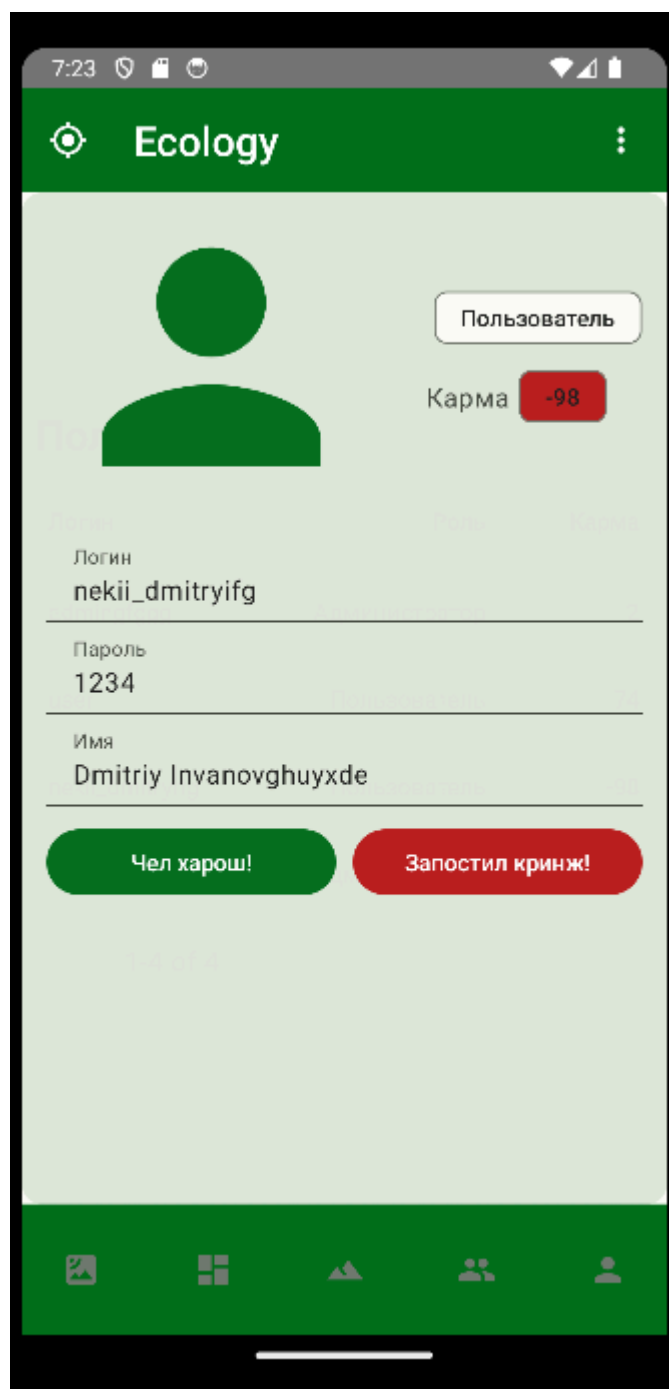 7:23
Ecology
Пользователь
Карма -98
Логин
nekii_dmitryifg
Пароль
1234
Имя
Dmitriy Invanovghuyxde
Чел харош!
Запостил кринж!